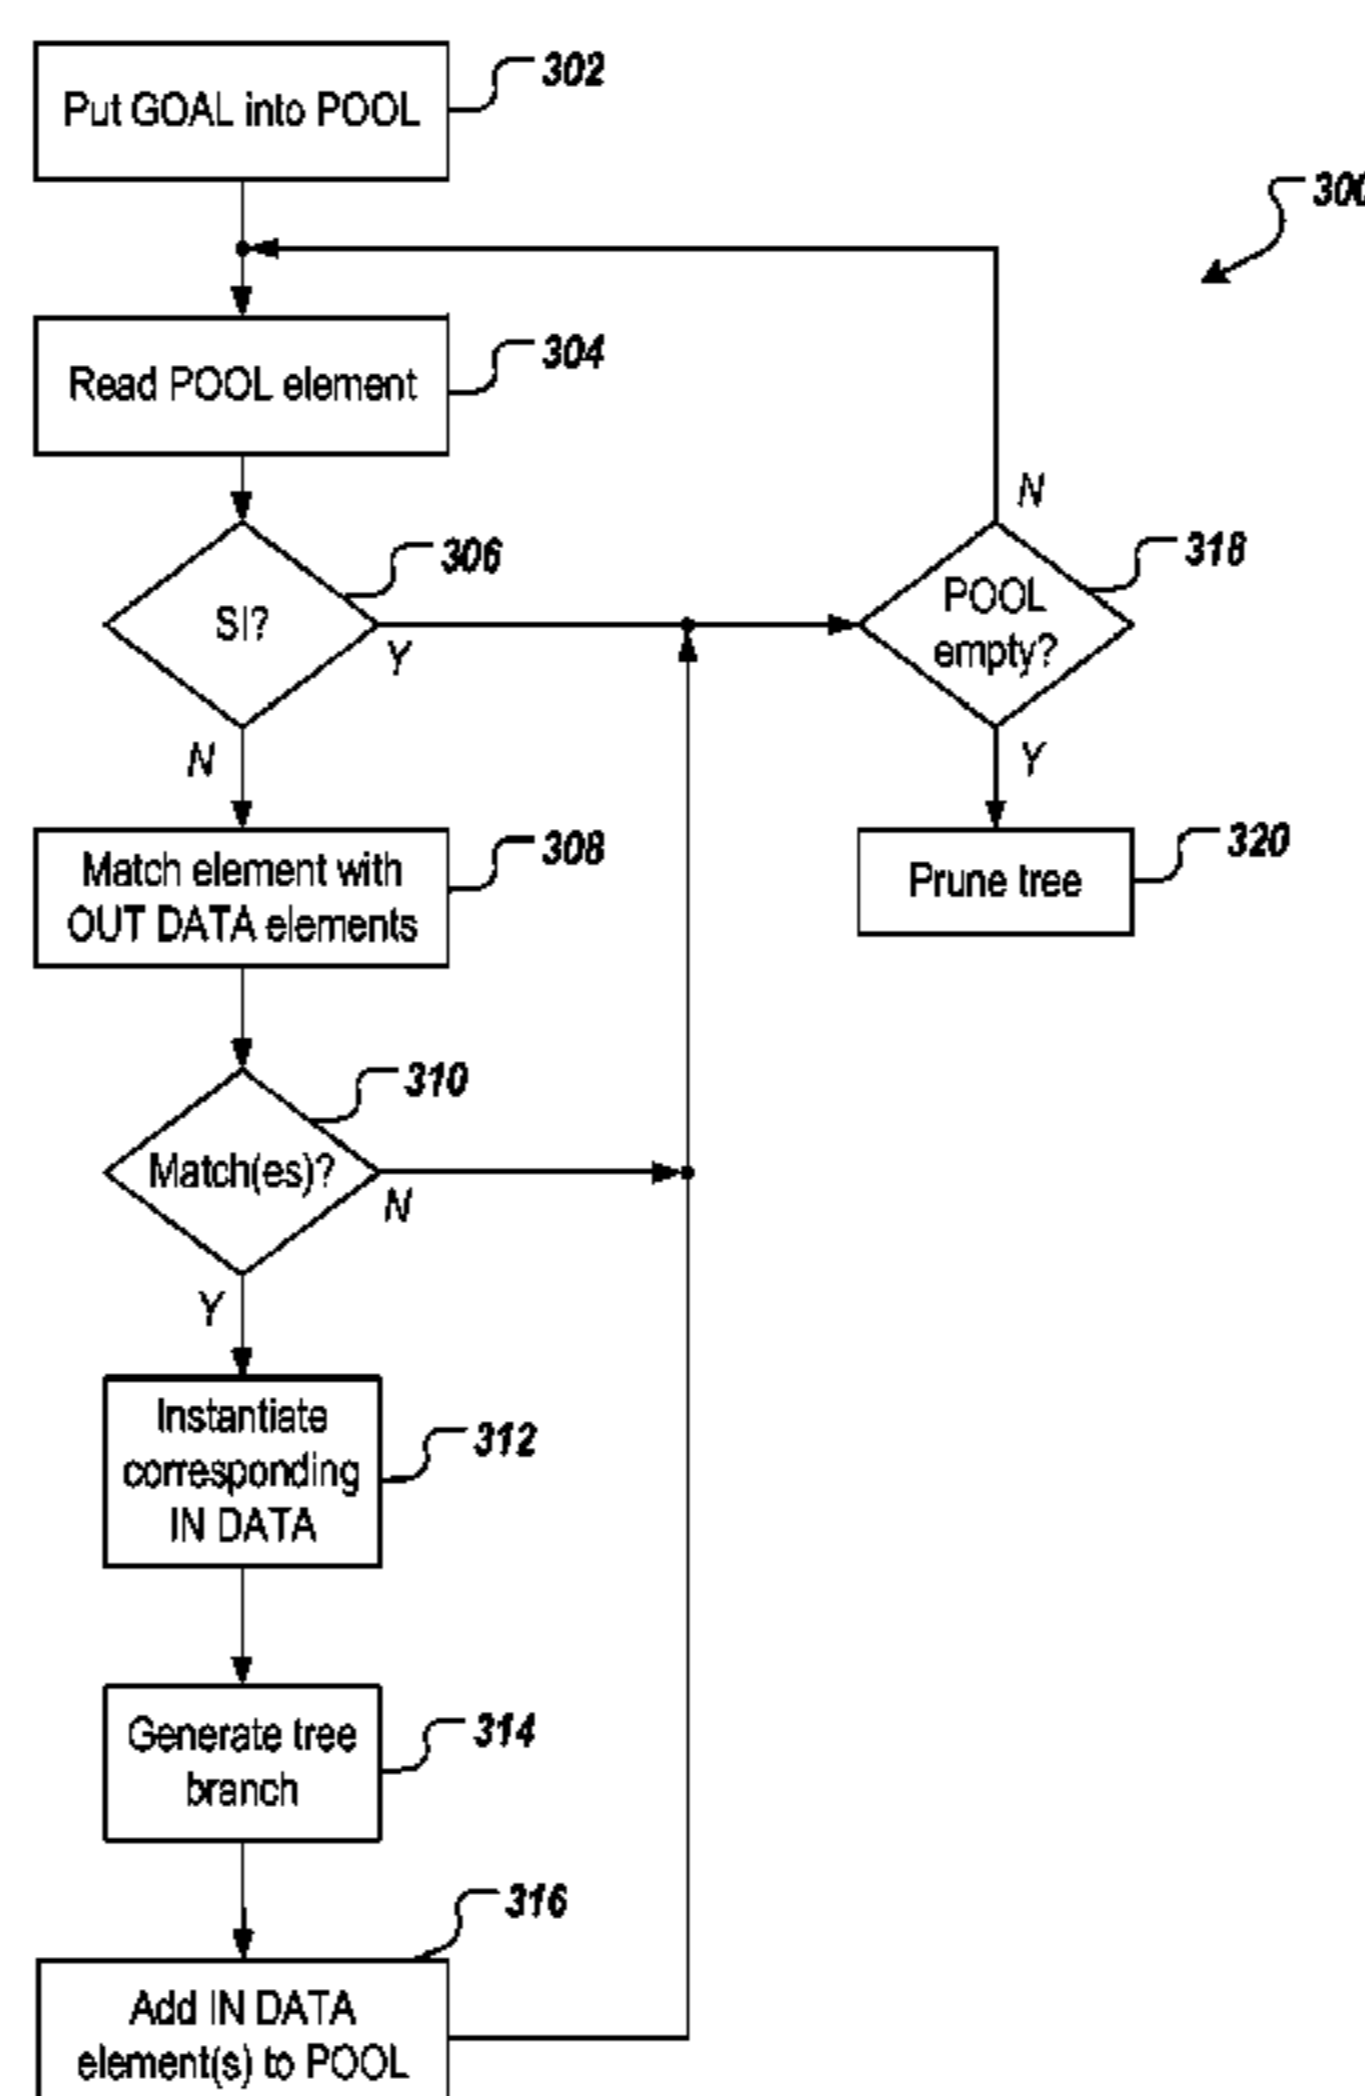 302
Put GOAL into POOL
300
304
Read POOL element
N
306
318
SI?
POOL
empty?
Y
N
Y
308
320
Match element with
OUT DATA elements
Prune tree
310
Match(es)?
N
Y
Instantiate
corresponding
IN DATA
312
Generate tree
branch
314
316
Add IN DATA
element(s) to POOL